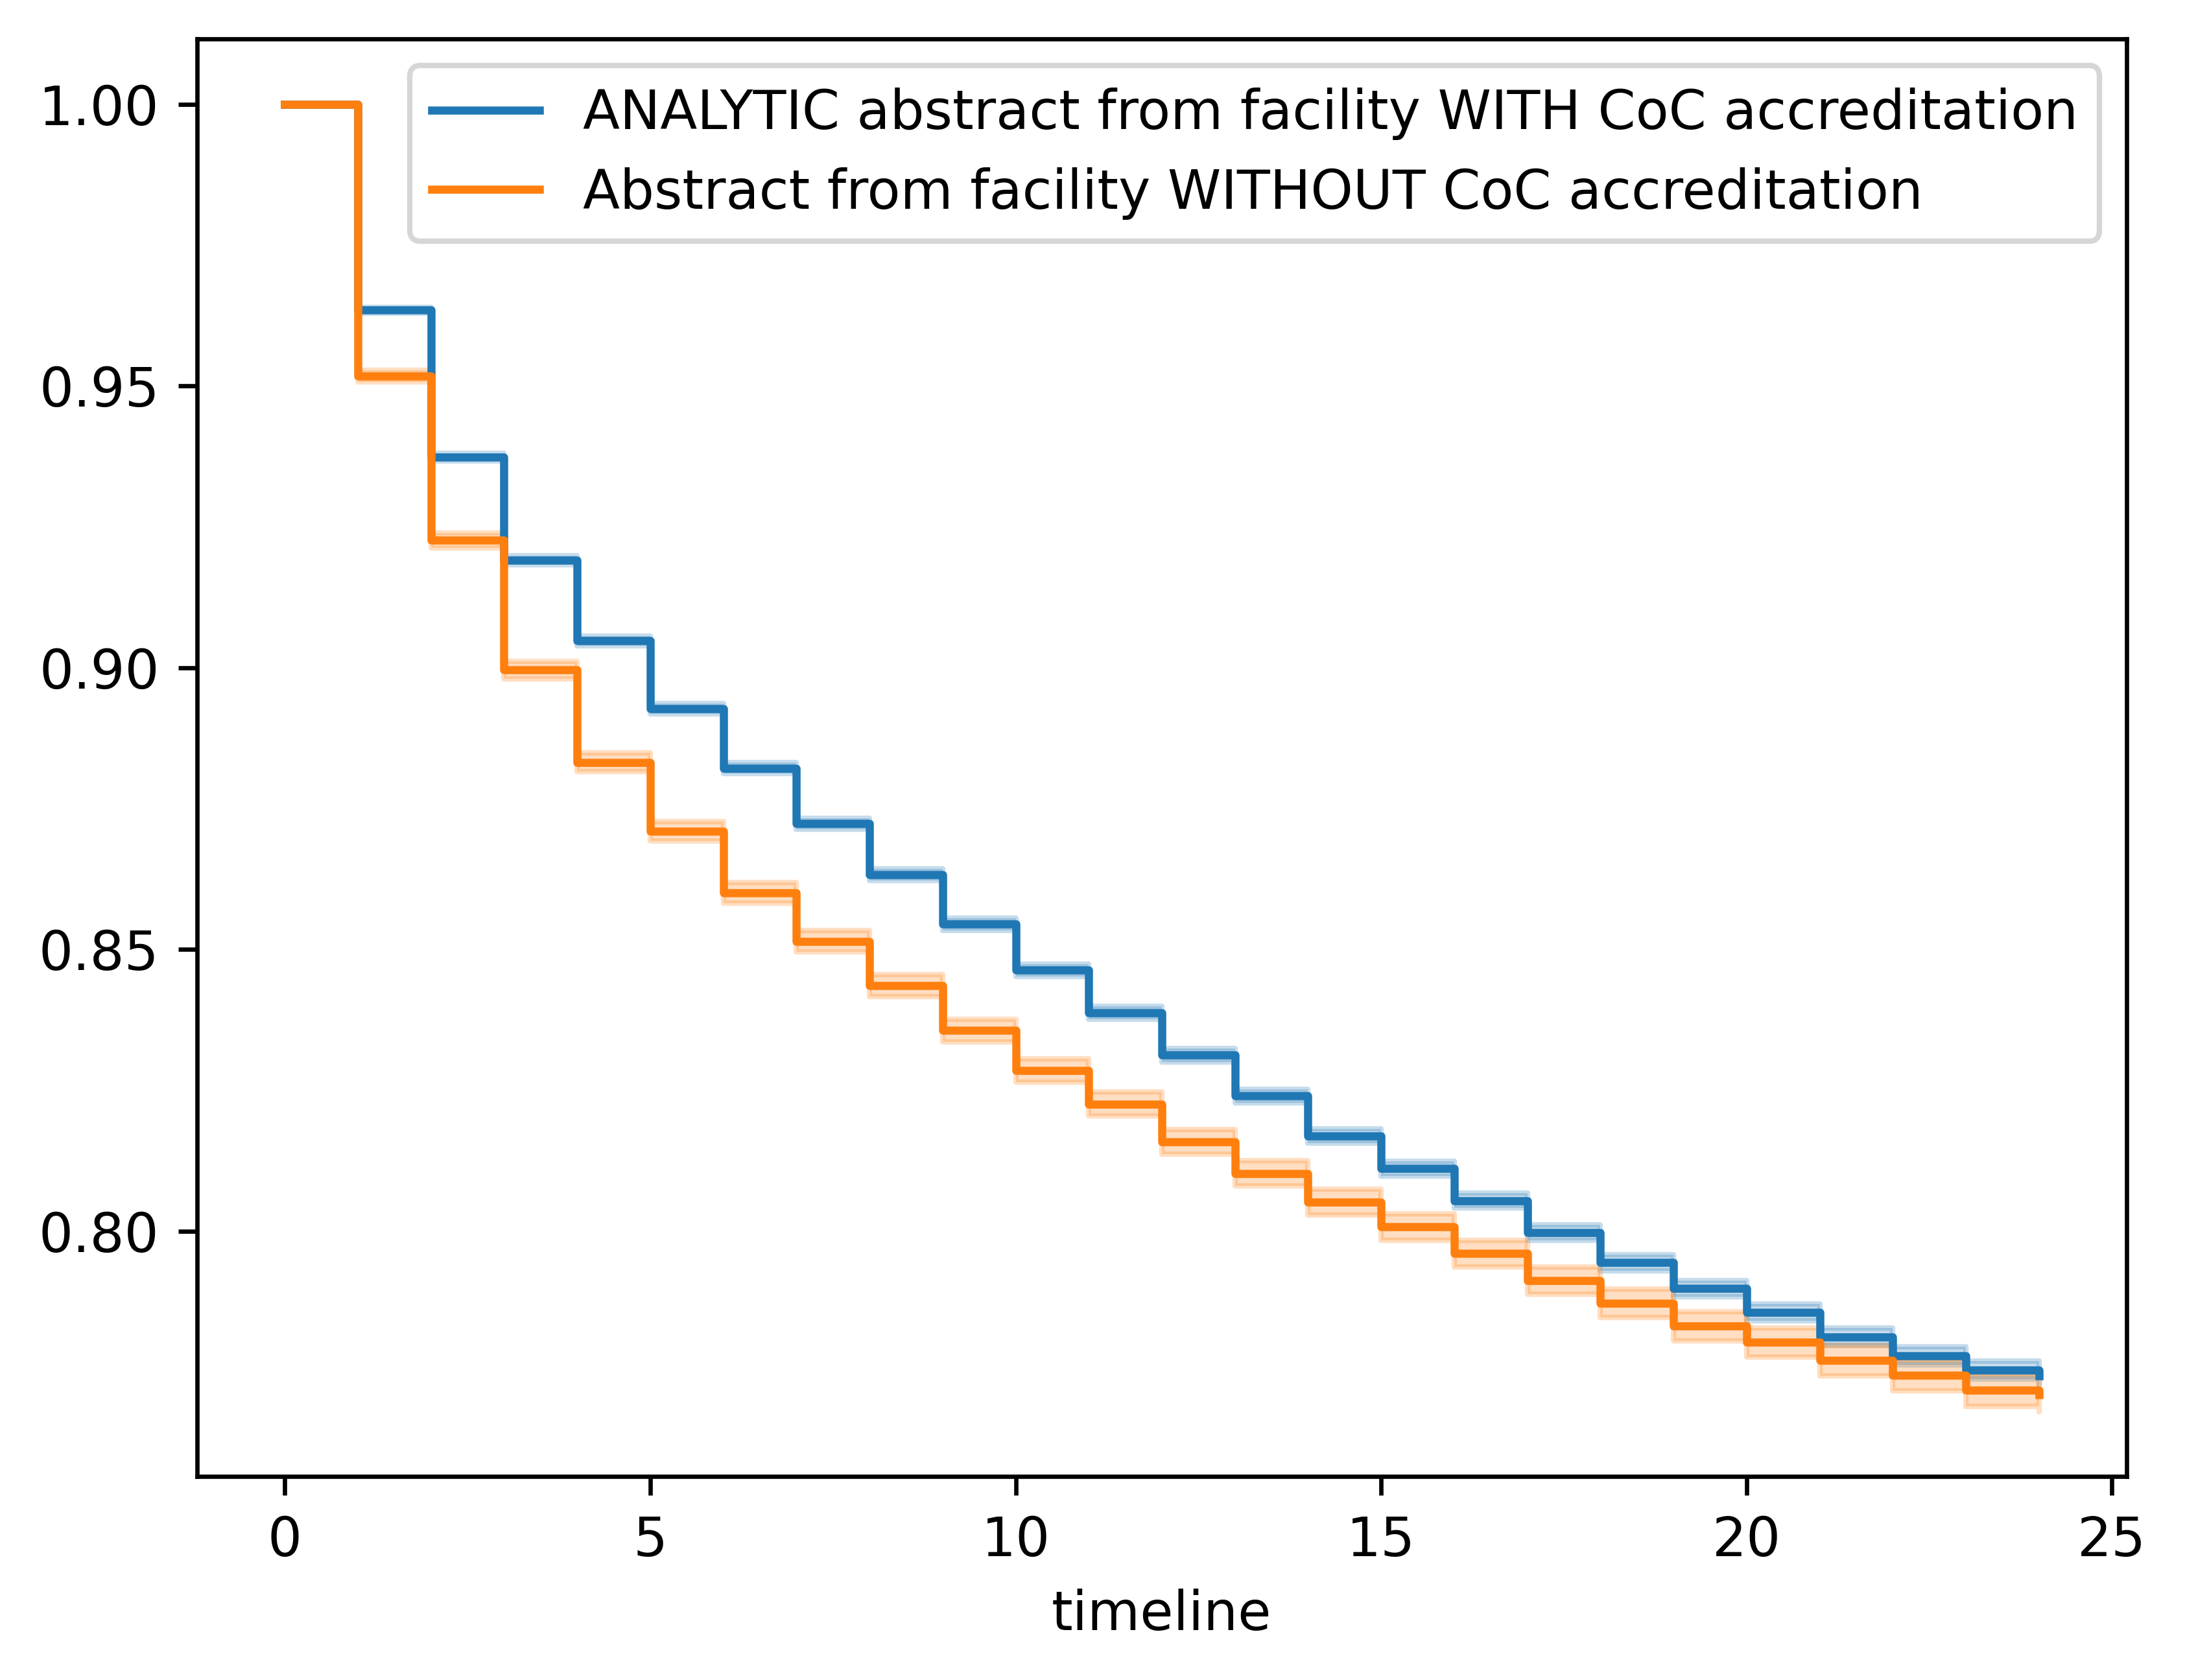 ANALYTIC abstract from facility WITH CoC accreditation
Abstract from facility WITHOUT CoC accreditation
1.00
0.95
0.90
0.85
0.80
0 5 10 15 20 25
timeline